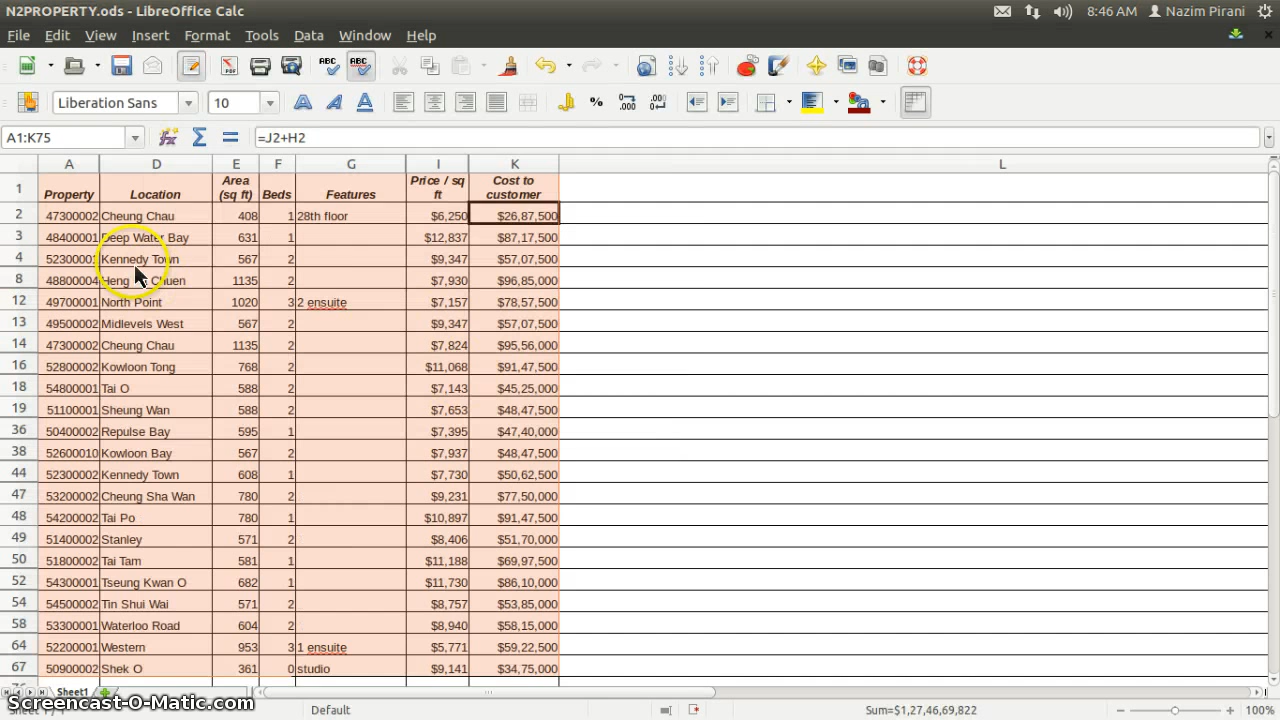 N2PROPERTY.ods - LibreOffice Calc 8:46 AM Nazim Pirani
File Edit View Insert Format Tools Data Window Help
Liberation Sans 10
A1:K75 =J2+H2
A D E F G I K L
1 Property Location Area (sq ft) Beds Features Price / sq ft Cost to customer
2 47300002 Cheung Chau 408 1 28th floor $6,250 $26,87,500
3 48400001 Deep Water Bay 631 1 $12,837 $87,17,500
4 52300001 Kennedy Town 567 2 $9,347 $57,07,500
8 48800004 Heng Chuen 1135 2 $7,930 $96,85,000
12 49700001 North Point 1020 3 2 ensuite $7,157 $78,57,500
13 49500002 Midlevels West 567 2 $9,347 $57,07,500
14 47300002 Cheung Chau 1135 2 $7,824 $95,56,000
16 52800002 Kowloon Tong 768 2 $11,068 $91,47,500
18 54800001 Tai O 588 2 $7,143 $45,25,000
19 51100001 Sheung Wan 588 2 $7,653 $48,47,500
36 50400002 Repulse Bay 595 1 $7,395 $47,40,000
38 52600010 Kowloon Bay 567 2 $7,937 $48,47,500
44 52300002 Kennedy Town 608 1 $7,730 $50,62,500
47 53200002 Cheung Sha Wan 780 2 $9,231 $77,50,000
48 54200002 Tai Po 780 1 $10,897 $91,47,500
49 51400002 Stanley 571 2 $8,406 $51,70,000
50 51800002 Tai Tam 581 1 $11,188 $69,97,500
52 54300001 Tseung Kwan O 682 1 $11,730 $86,10,000
54 54500002 Tin Shui Wai 571 2 $8,757 $53,85,000
58 53300001 Waterloo Road 604 2 $8,940 $58,15,000
64 52200001 Western 953 3 1 ensuite $5,771 $59,22,500
67 50900002 Shek O 361 0 studio $9,141 $34,75,000
Sheet1
Screencast-O-Matic.com
Default Sum=$1,27,46,69,822 100%